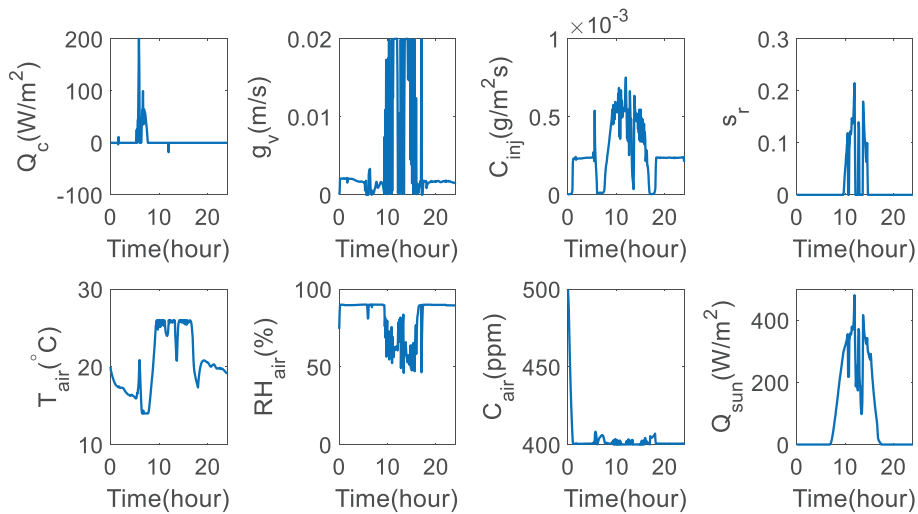 200
100
0
-100
Q_c(W/m^2)
0 10 20
Time(hour)
0.02
0.01
0
g_v(m/s)
0 10 20
Time(hour)
×10^-3
1
0.5
0
C_inj(g/m^2s)
0 10 20
Time(hour)
0.3
0.2
0.1
0
s_r
0 10 20
Time(hour)
30
20
10
T_air(°C)
0 10 20
Time(hour)
100
50
0
RH_air(%)
0 10 20
Time(hour)
500
450
400
C_air(ppm)
0 10 20
Time(hour)
400
200
0
Q_sun(W/m^2)
0 10 20
Time(hour)